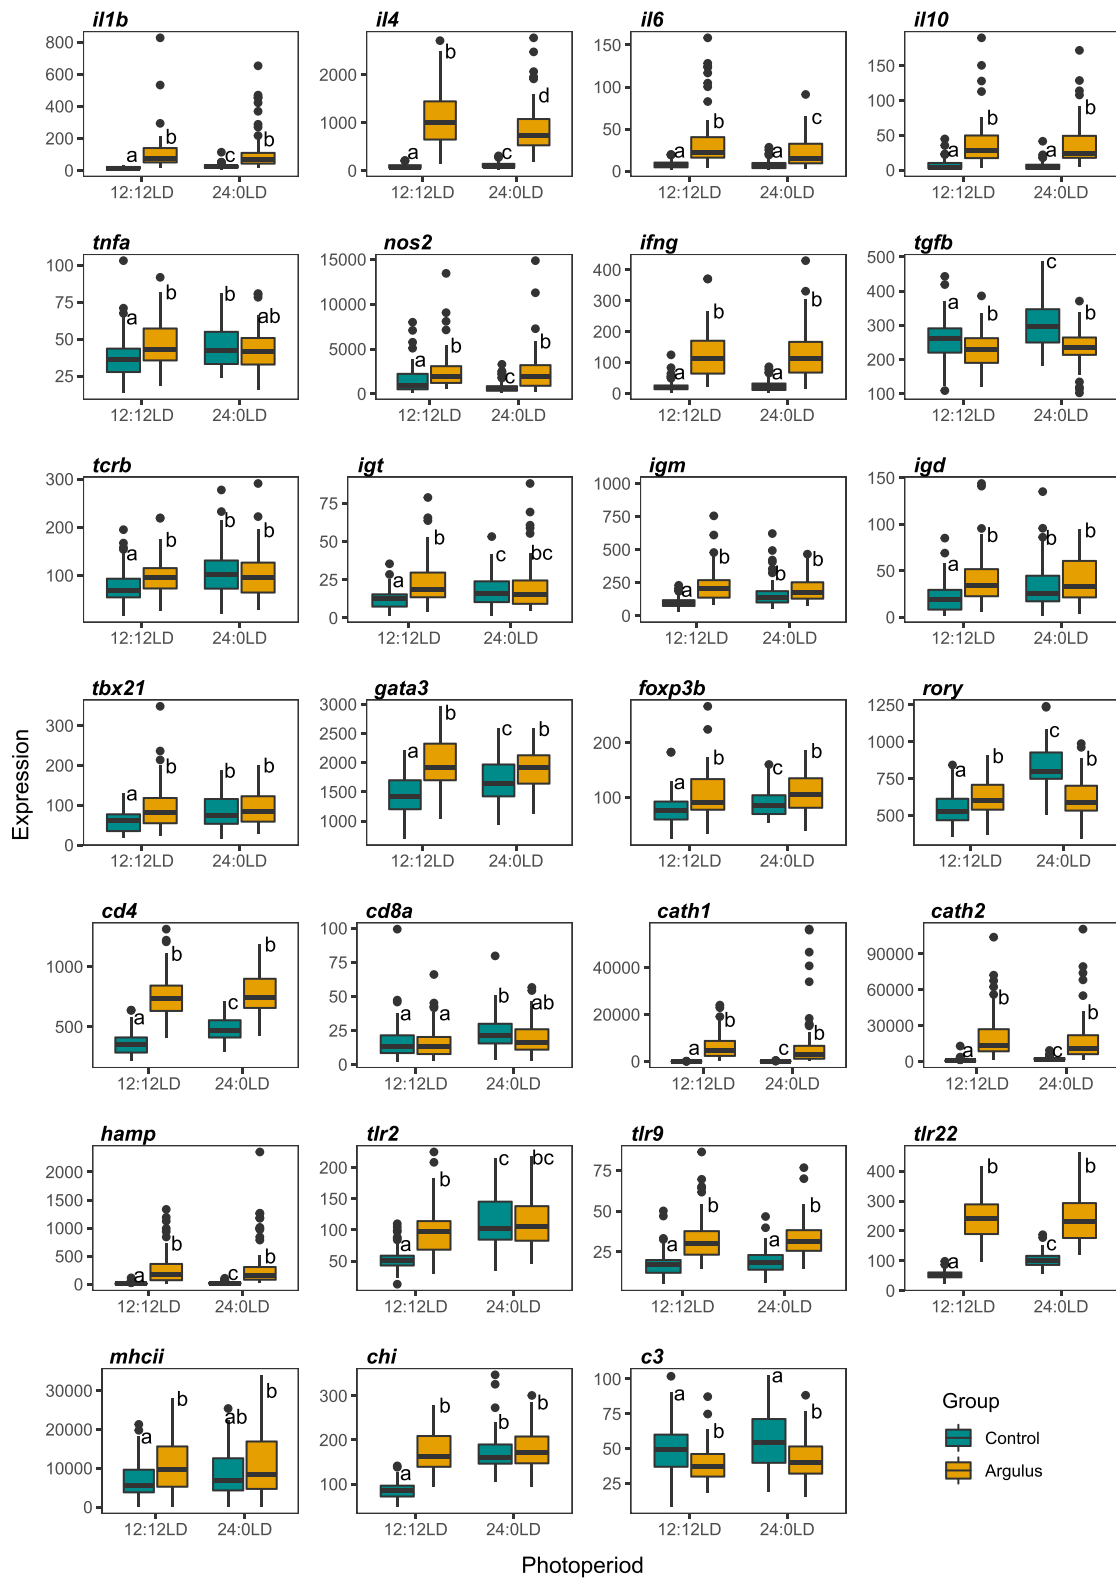 il1b il4 il6 il10
800 600 400 200 0
a b c b
12:12LD 24:0LD
2000 1000 0
a b c d
12:12LD 24:0LD
150 100 50 0
a b a c
12:12LD 24:0LD
150 100 50 0
a b a b
12:12LD 24:0LD
tnfa nos2 ifng tgfb
100 75 50 25
a b b ab
12:12LD 24:0LD
15000 10000 5000 0
a b c b
12:12LD 24:0LD
400 300 200 100 0
a b a b
12:12LD 24:0LD
500 400 300 200 100
a b c b
12:12LD 24:0LD
tcrb igt igm igd
300 200 100
a b b b
12:12LD 24:0LD
75 50 25 0
a b c bc
12:12LD 24:0LD
1000 750 500 250 0
a b b b
12:12LD 24:0LD
150 100 50 0
a b b b
12:12LD 24:0LD
Expression
tbx21 gata3 foxp3b rory
300 200 100 0
a b b b
12:12LD 24:0LD
3000 2500 2000 1500 1000
a b c b
12:12LD 24:0LD
200 100
a b c b
12:12LD 24:0LD
1250 1000 750 500
a b c b
12:12LD 24:0LD
cd4 cd8a cath1 cath2
1000 500
a b c b
12:12LD 24:0LD
100 75 50 25 0
a a b ab
12:12LD 24:0LD
40000 20000 0
a b c b
12:12LD 24:0LD
90000 60000 30000 0
a b c b
12:12LD 24:0LD
hamp tlr2 tlr9 tlr22
2000 1500 1000 500 0
a b c b
12:12LD 24:0LD
200 150 100 50
a b c bc
12:12LD 24:0LD
75 50 25
a b a b
12:12LD 24:0LD
400 300 200 100 0
a b c b
12:12LD 24:0LD
mhcii chi c3
30000 20000 10000 0
a b ab b
12:12LD 24:0LD
300 200 100
a b b b
12:12LD 24:0LD
100 75 50 25
a b a b
12:12LD 24:0LD
Group
Control
Argulus
Photoperiod